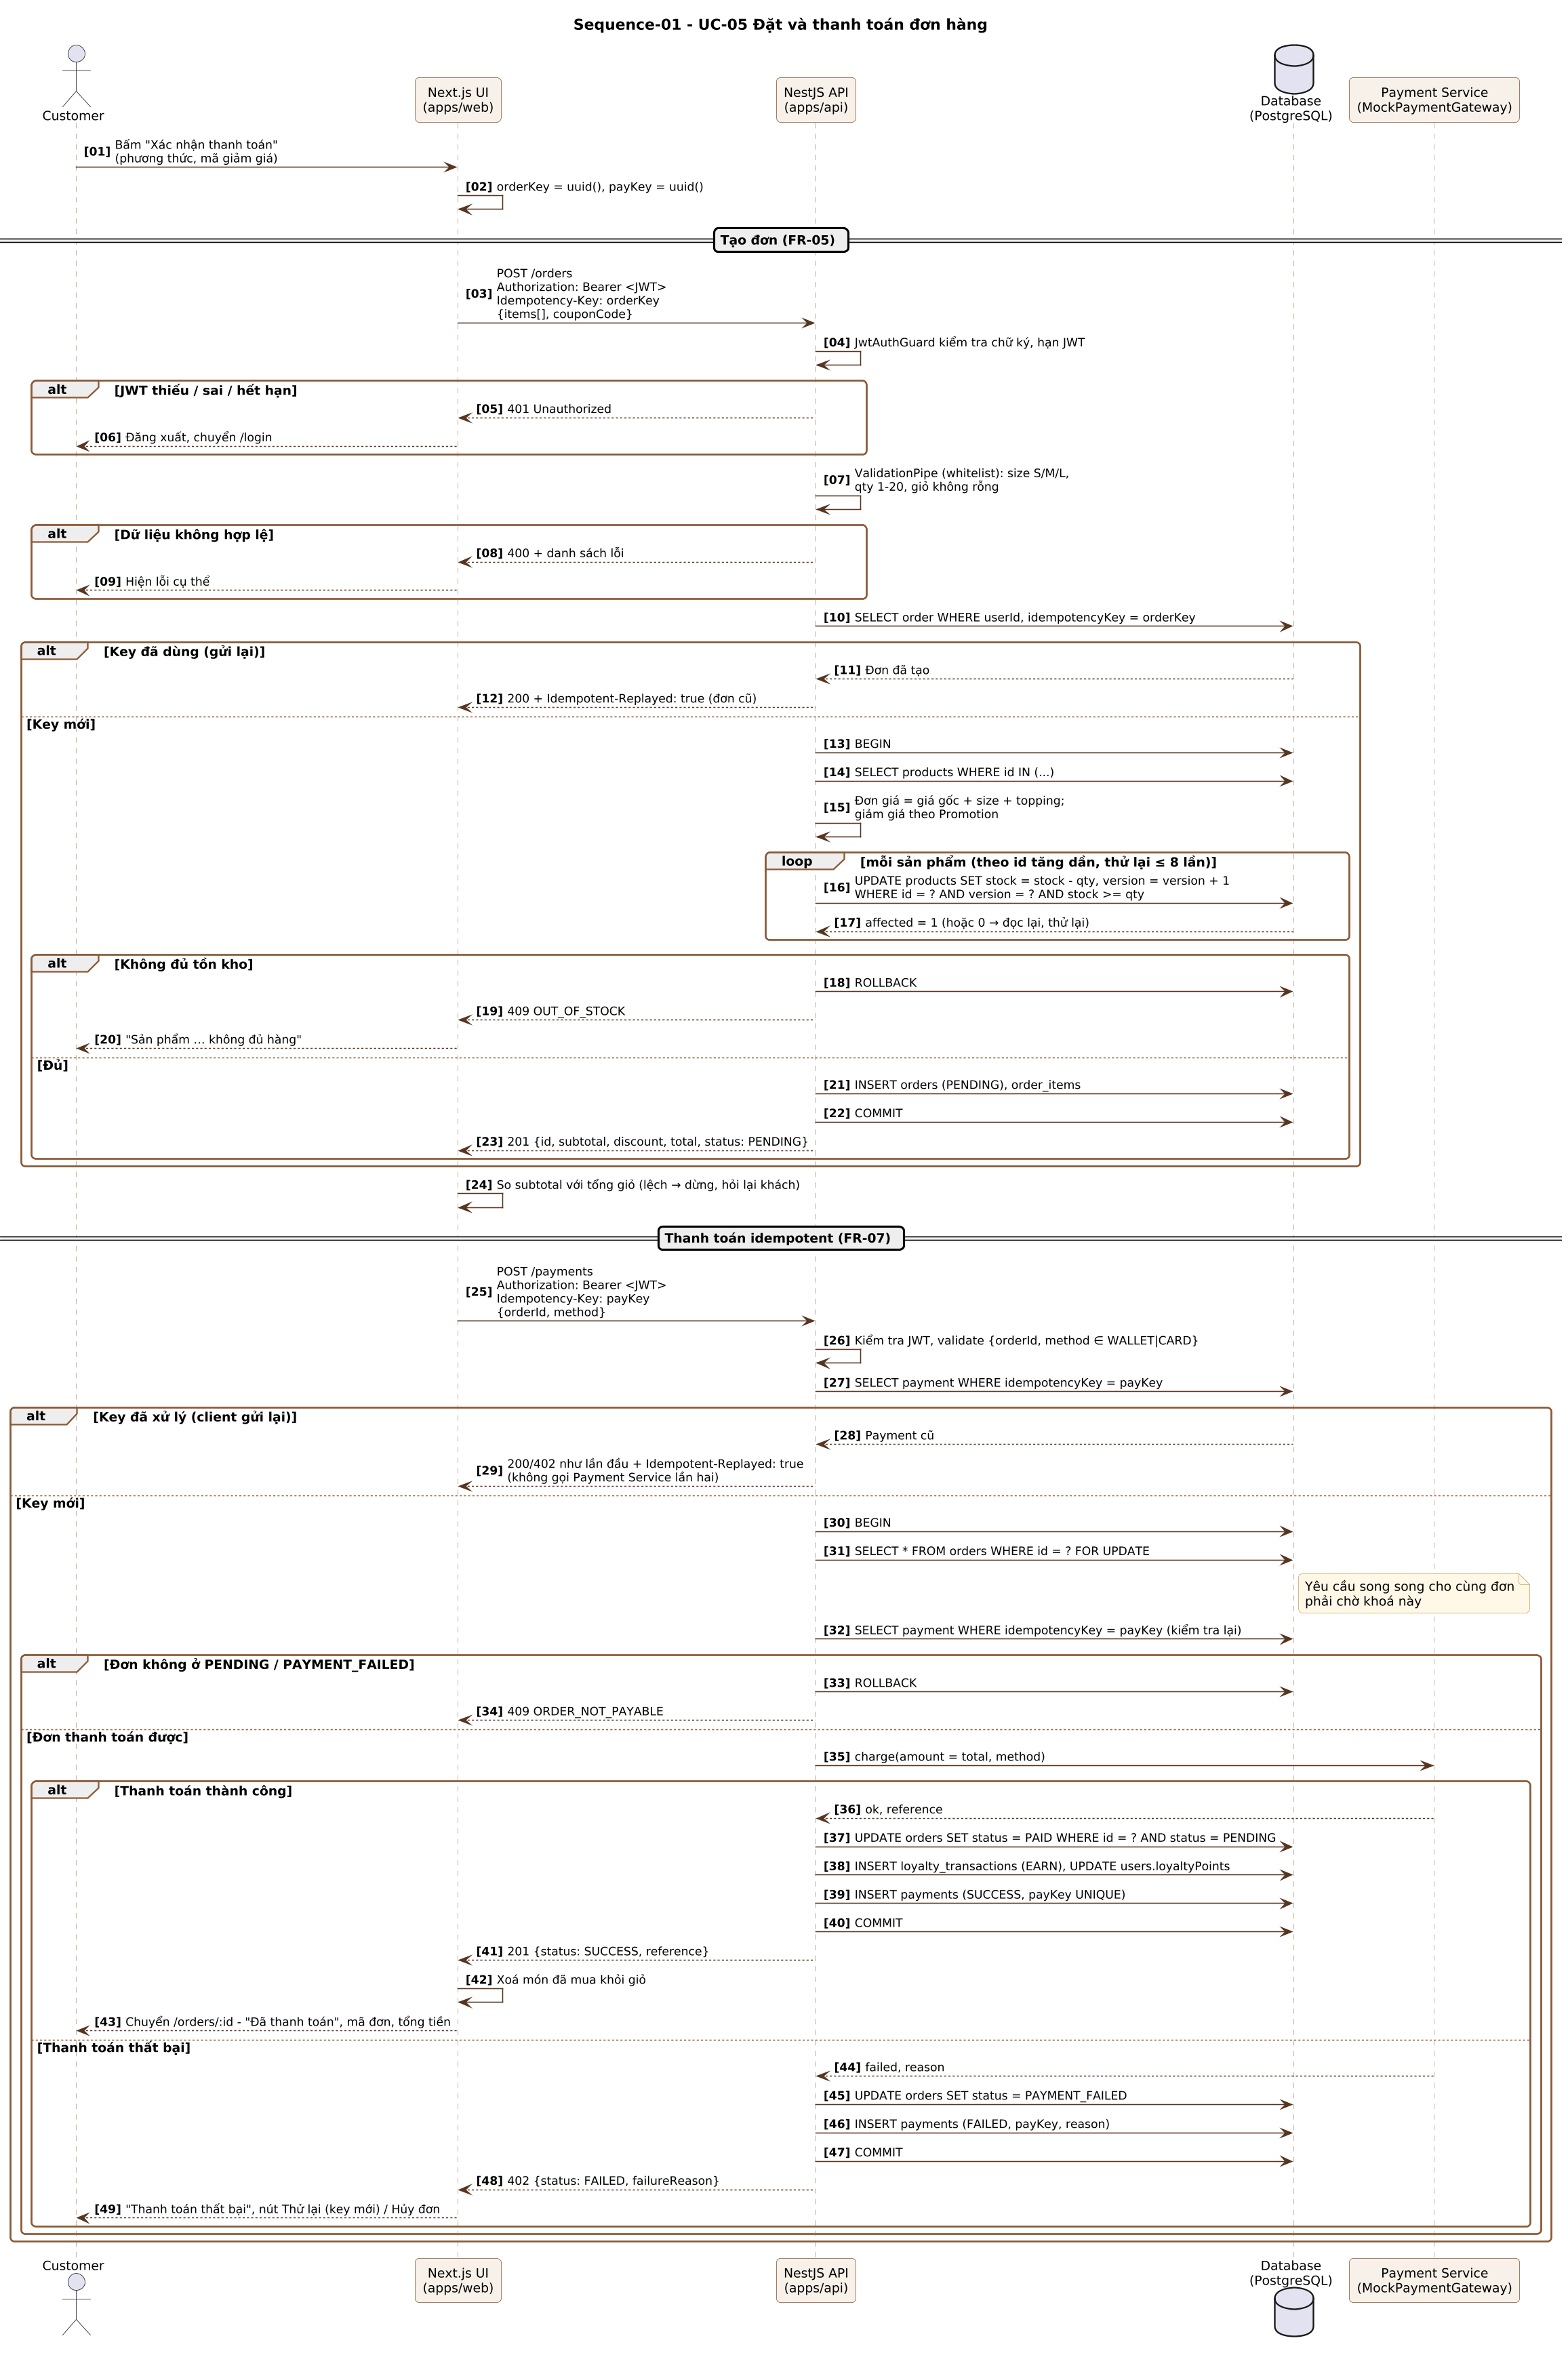 Sequence-01 - UC-05 Đặt và thanh toán đơn hàng
Customer
Next.js UI
(apps/web)
NestJS API
(apps/api)
Database
(PostgreSQL)
Payment Service
(MockPaymentGateway)
[01] Bấm "Xác nhận thanh toán"
(phương thức, mã giảm giá)
[02] orderKey = uuid(), payKey = uuid()
Tạo đơn (FR-05)
[03] POST /orders
Authorization: Bearer <JWT>
Idempotency-Key: orderKey
{items[], couponCode}
[04] JwtAuthGuard kiểm tra chữ ký, hạn JWT
alt [JWT thiếu / sai / hết hạn]
[05] 401 Unauthorized
[06] Đăng xuất, chuyển /login
[07] ValidationPipe (whitelist): size S/M/L,
qty 1-20, giỏ không rỗng
alt [Dữ liệu không hợp lệ]
[08] 400 + danh sách lỗi
[09] Hiện lỗi cụ thể
[10] SELECT order WHERE userId, idempotencyKey = orderKey
alt [Key đã dùng (gửi lại)]
[11] Đơn đã tạo
[12] 200 + Idempotent-Replayed: true (đơn cũ)
[Key mới]
[13] BEGIN
[14] SELECT products WHERE id IN (...)
[15] Đơn giá = giá gốc + size + topping;
giảm giá theo Promotion
loop [mỗi sản phẩm (theo id tăng dần, thử lại ≤ 8 lần)]
[16] UPDATE products SET stock = stock - qty, version = version + 1
WHERE id = ? AND version = ? AND stock >= qty
[17] affected = 1 (hoặc 0 → đọc lại, thử lại)
alt [Không đủ tồn kho]
[18] ROLLBACK
[19] 409 OUT_OF_STOCK
[20] "Sản phẩm ... không đủ hàng"
[Đủ]
[21] INSERT orders (PENDING), order_items
[22] COMMIT
[23] 201 {id, subtotal, discount, total, status: PENDING}
[24] So subtotal với tổng giỏ (lệch → dừng, hỏi lại khách)
Thanh toán idempotent (FR-07)
[25] POST /payments
Authorization: Bearer <JWT>
Idempotency-Key: payKey
{orderId, method}
[26] Kiểm tra JWT, validate {orderId, method ∈ WALLET|CARD}
[27] SELECT payment WHERE idempotencyKey = payKey
alt [Key đã xử lý (client gửi lại)]
[28] Payment cũ
[29] 200/402 như lần đầu + Idempotent-Replayed: true
(không gọi Payment Service lần hai)
[Key mới]
[30] BEGIN
[31] SELECT * FROM orders WHERE id = ? FOR UPDATE
Yêu cầu song song cho cùng đơn
phải chờ khoá này
[32] SELECT payment WHERE idempotencyKey = payKey (kiểm tra lại)
alt [Đơn không ở PENDING / PAYMENT_FAILED]
[33] ROLLBACK
[34] 409 ORDER_NOT_PAYABLE
[Đơn thanh toán được]
[35] charge(amount = total, method)
alt [Thanh toán thành công]
[36] ok, reference
[37] UPDATE orders SET status = PAID WHERE id = ? AND status = PENDING
[38] INSERT loyalty_transactions (EARN), UPDATE users.loyaltyPoints
[39] INSERT payments (SUCCESS, payKey UNIQUE)
[40] COMMIT
[41] 201 {status: SUCCESS, reference}
[42] Xoá món đã mua khỏi giỏ
[43] Chuyển /orders/:id - "Đã thanh toán", mã đơn, tổng tiền
[Thanh toán thất bại]
[44] failed, reason
[45] UPDATE orders SET status = PAYMENT_FAILED
[46] INSERT payments (FAILED, payKey, reason)
[47] COMMIT
[48] 402 {status: FAILED, failureReason}
[49] "Thanh toán thất bại", nút Thử lại (key mới) / Hủy đơn
Customer
Next.js UI
(apps/web)
NestJS API
(apps/api)
Database
(PostgreSQL)
Payment Service
(MockPaymentGateway)